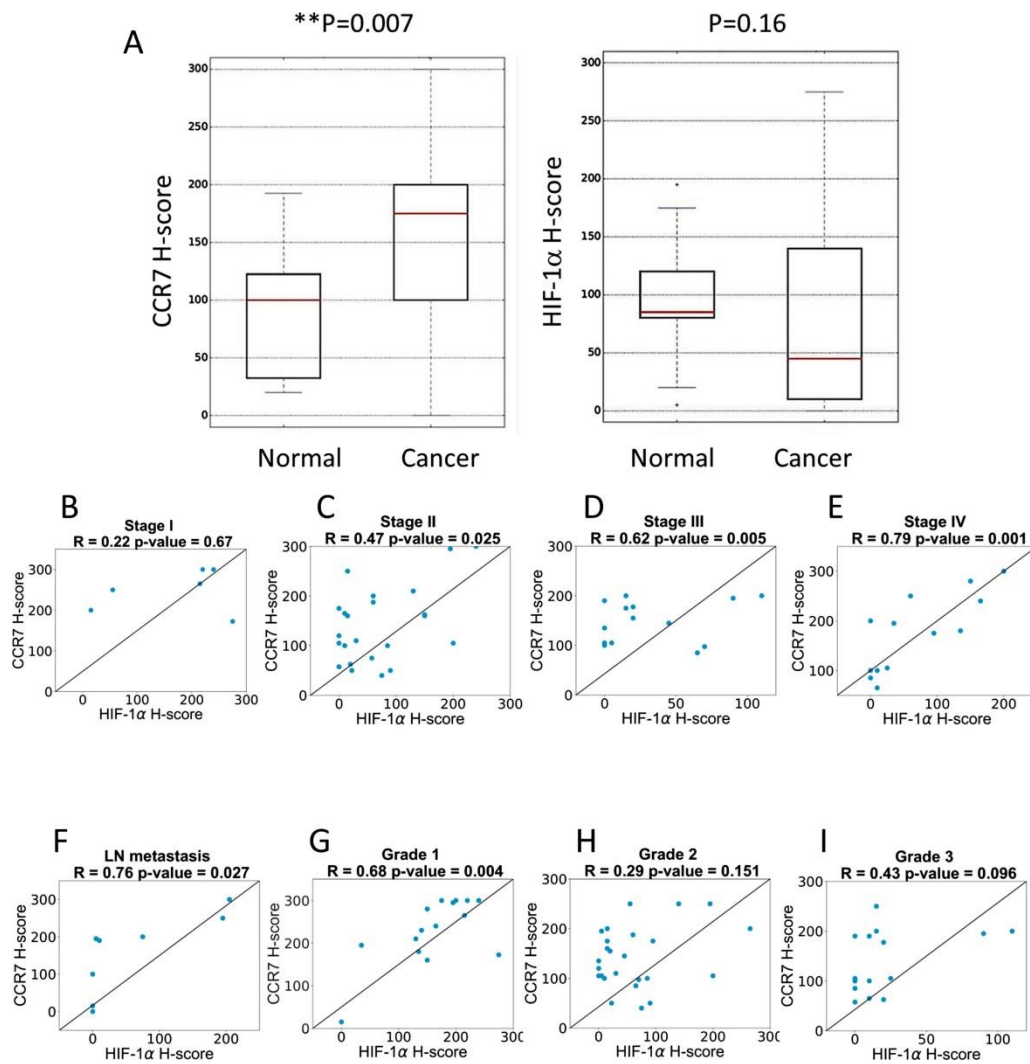 A
**P=0.007
P=0.16
CCR7 H-score
300
250
200
150
100
50
0
Normal
Cancer
HIF-1α H-score
300
250
200
150
100
50
0
Normal
Cancer
B
Stage I
R = 0.22 p-value = 0.67
CCR7 H-score
300
200
100
0
0
100
200
HIF-1α H-score
C
Stage II
R = 0.47 p-value = 0.025
CCR7 H-score
300
200
100
0
0
100
200
300
HIF-1α H-score
D
Stage III
R = 0.62 p-value = 0.005
CCR7 H-score
300
200
100
0
0
50
100
HIF-1α H-score
E
Stage IV
R = 0.79 p-value = 0.001
CCR7 H-score
300
200
100
0
0
100
200
HIF-1α H-score
F
LN metastasis
R = 0.76 p-value = 0.027
CCR7 H-score
300
200
100
0
0
100
200
HIF-1α H-score
G
Grade 1
R = 0.68 p-value = 0.004
CCR7 H-score
300
200
100
0
0
100
200
300
HIF-1α H-score
H
Grade 2
R = 0.29 p-value = 0.151
CCR7 H-score
300
200
100
0
0
100
200
300
HIF-1α H-score
I
Grade 3
R = 0.43 p-value = 0.096
CCR7 H-score
300
200
100
0
0
50
100
HIF-1α H-score